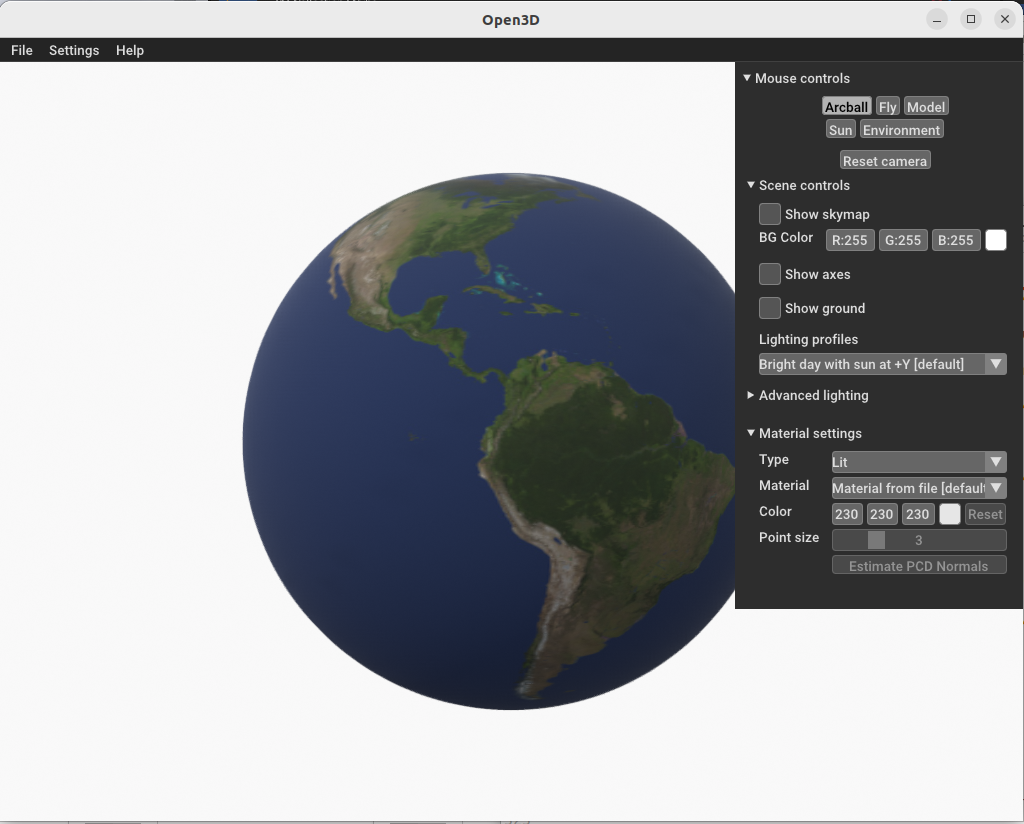 Open3D
File Settings Help
Mouse controls
Arcball Fly Model
Sun Environment
Reset camera
Scene controls
Show skymap
BG Color R:255 G:255 B:255
Show axes
Show ground
Lighting profiles
Bright day with sun at +Y [default]
Advanced lighting
Material settings
Type Lit
Material Material from file [default
Color 230 230 230 Reset
Point size 3
Estimate PCD Normals